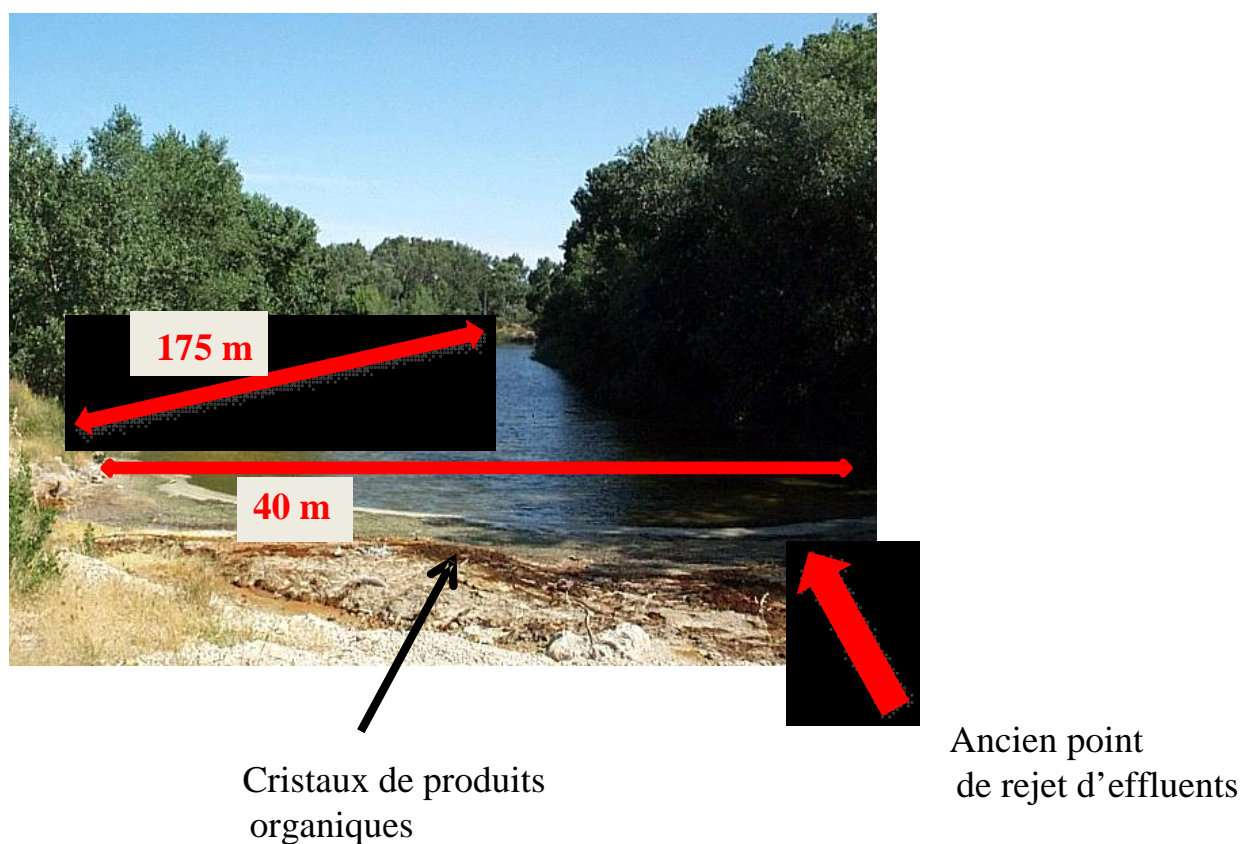 175 m
40 m
Cristaux de produits
organiques
Ancien point
de rejet d’effluents